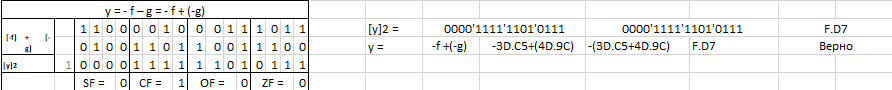 y = - f – g = - f + (-g)
[-f] + [-
g]
1 1 0 0 0 0 1 0 0 0 1 1 1 0 1 1
0 1 0 0 1 1 0 1 1 0 0 1 1 1 0 0
[y]2 1 0 0 0 0 1 1 1 1 1 1 0 1 0 1 1 1
SF = 0 CF = 1 OF = 0 ZF = 0
[y]2 = 0000'1111'1101'0111 0000'1111'1101'0111 F.D7
y = -f +(-g) -3D.C5+(4D.9C) -(3D.C5+(4D.9C) F.D7 Верно